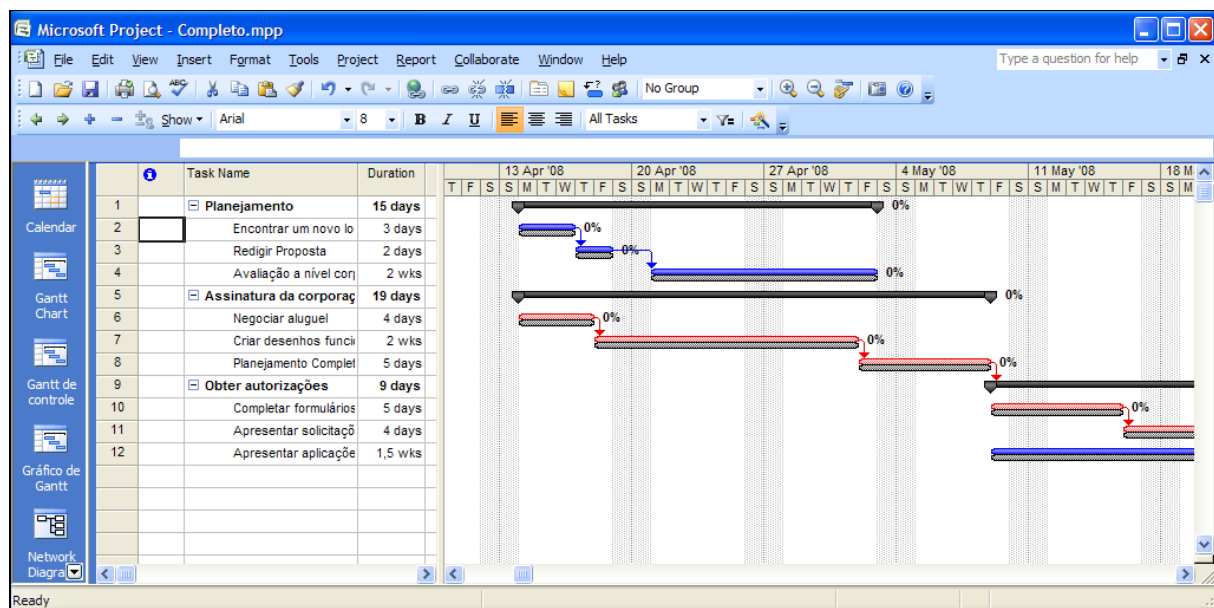 Microsoft Project - Completo.mpp
File Edit View Insert Format Tools Project Report Collaborate Window Help Type a question for help
No Group
Show Arial 8 B I U All Tasks
Task Name Duration 13 Apr '08 20 Apr '08 27 Apr '08 4 May '08 11 May '08 18 M
T F S S M T W T F S S M T W T F S S M T W T F S S M T W T F S S M T W T F S S M
1 Planejamento 15 days 0%
2 Encontrar um novo lo 3 days 0%
3 Redigir Proposta 2 days 0%
4 Avaliação a nível corp 2 wks 0%
5 Assinatura da corporaç 19 days 0%
6 Negociar aluguel 4 days 0%
7 Criar desenhos funci 2 wks 0%
8 Planejamento Complet 5 days 0%
9 Obter autorizações 9 days
10 Completar formulários 5 days 0%
11 Apresentar solicitaçõ 4 days
12 Apresentar aplicaçõe 1,5 wks
Calendar
Gantt Chart
Gantt de controle
Gráfico de Gantt
Network Diagra
Ready